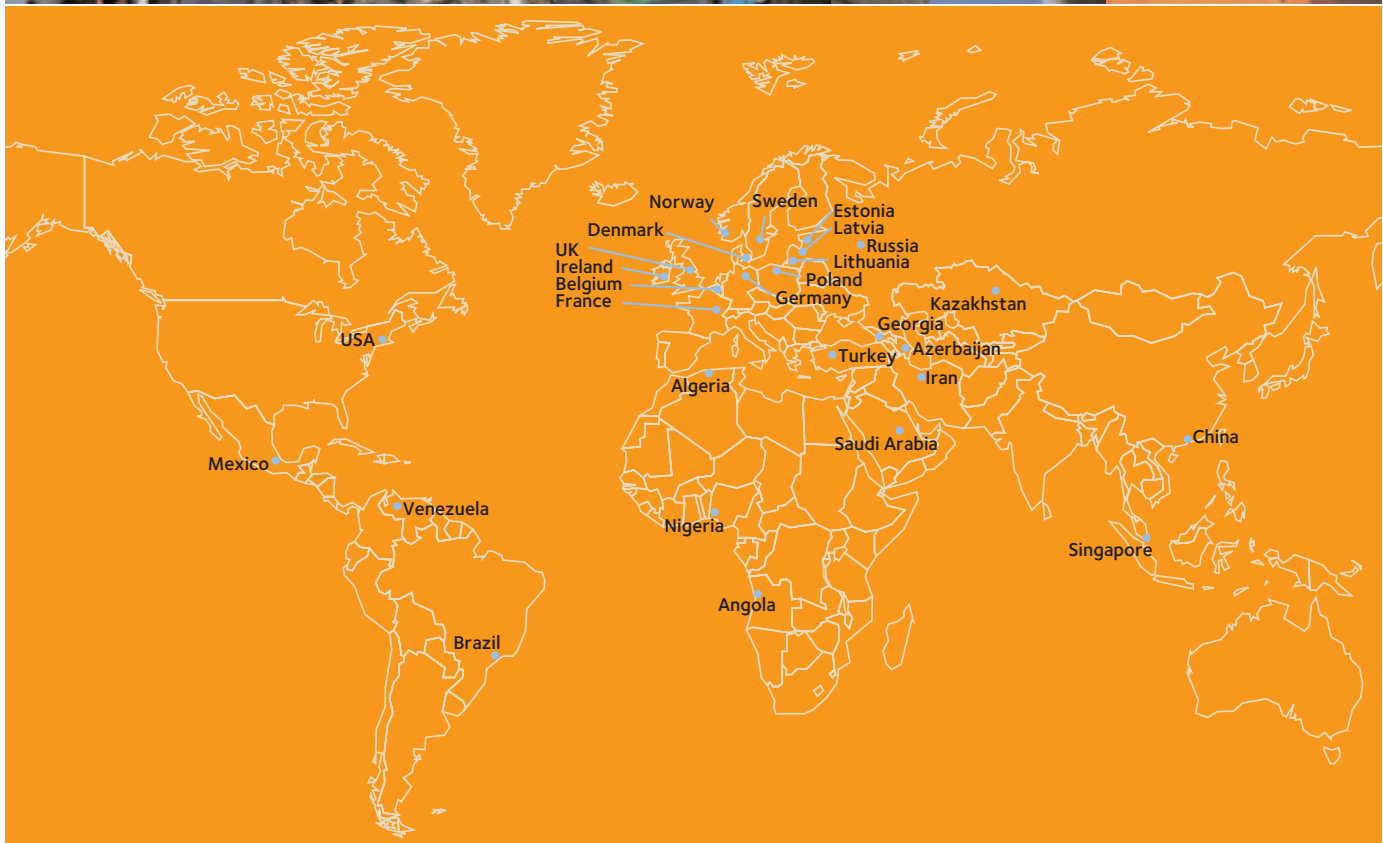 Norway
Sweden
Denmark
Estonia
Latvia
UK
Russia
Ireland
Lithuania
Belgium
Poland
France
Germany
Kazakhstan
Georgia
USA
Azerbaijan
Turkey
Algeria
Iran
Saudi Arabia
China
Mexico
Venezuela
Nigeria
Singapore
Angola
Brazil